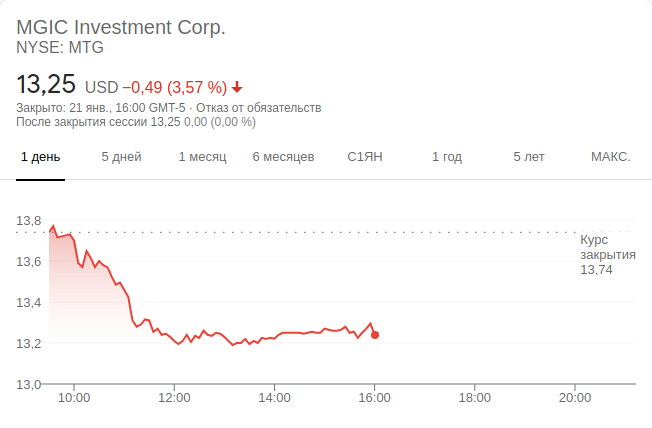 MGIC Investment Corp.
NYSE: MTG
13,25 USD −0,49 (3,57 %)
Закрыто: 21 янв., 16:00 GMT-5 · Отказ от обязательств
После закрытия сессии 13,25 0,00 (0,00 %)
1 день 5 дней 1 месяц 6 месяцев С1ЯН 1 год 5 лет МАКС.
13,8
Курс
закрытия
13,74
13,6
13,4
13,2
13,0
10:00 12:00 14:00 16:00 18:00 20:00